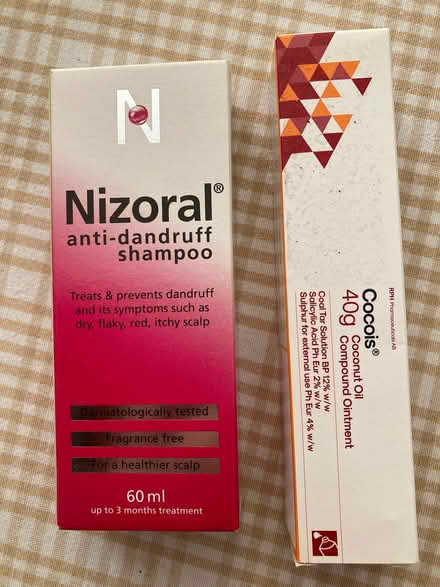 N
Nizoral®
anti-dandruff
shampoo
Treats & prevents dandruff
and its symptoms such as
dry, flaky, red, itchy scalp
Dermatologically tested
Fragrance free
For a healthier scalp
60 ml
up to 3 months treatment
RPH Pharmaceuticals AB
Cocois®
40g Coconut Oil
Compound Ointment
Coal Tar Solution BP 12% w/w
Salicylic Acid Ph Eur 2% w/w
Sulphur for external use Ph Eur 4% w/w